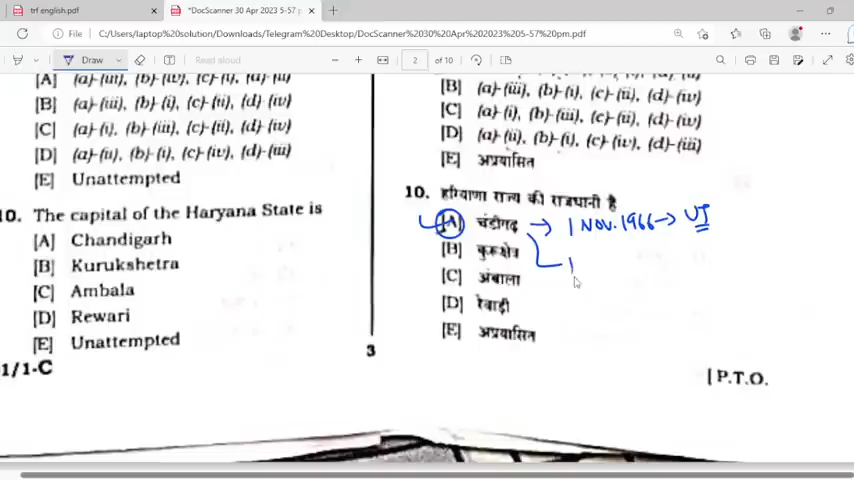 trf english.pdf
*DocScanner 30 Apr 2023 5-57 p
File
C:/Users/laptop%20solution/Downloads/Telegram%20Desktop/DocScanner%2030%20Apr%202023%205-57%20pm.pdf
Draw
Read aloud
2
of 10
[A] (a)-(iii), (b)-(iv), (c)-(i), (d)-(ii)
[B] (a)-(iii), (b)-(i), (c)-(ii), (d)-(iv)
[C] (a)-(i), (b)-(iii), (c)-(ii), (d)-(iv)
[D] (a)-(ii), (b)-(i), (c)-(iv), (d)-(iii)
[E] Unattempted
0. The capital of the Haryana State is
[A] Chandigarh
[B] Kurukshetra
[C] Ambala
[D] Rewari
[E] Unattempted
1/1-C
3
[B] (a)-(iii), (b)-(i), (c)-(ii), (d)-(iv)
[C] (a)-(i), (b)-(iii), (c)-(ii), (d)-(iv)
[D] (a)-(ii), (b)-(i), (c)-(iv), (d)-(iii)
[E] अप्रयासित
10. हरियाणा राज्य की राजधानी है
[A] चंडीगढ़ → 1 NOV. 1966 → UT
[B] कुरूक्षेत्र
[C] अंबाला
[D] रेवाड़ी
[E] अप्रयासित
[P.T.O.